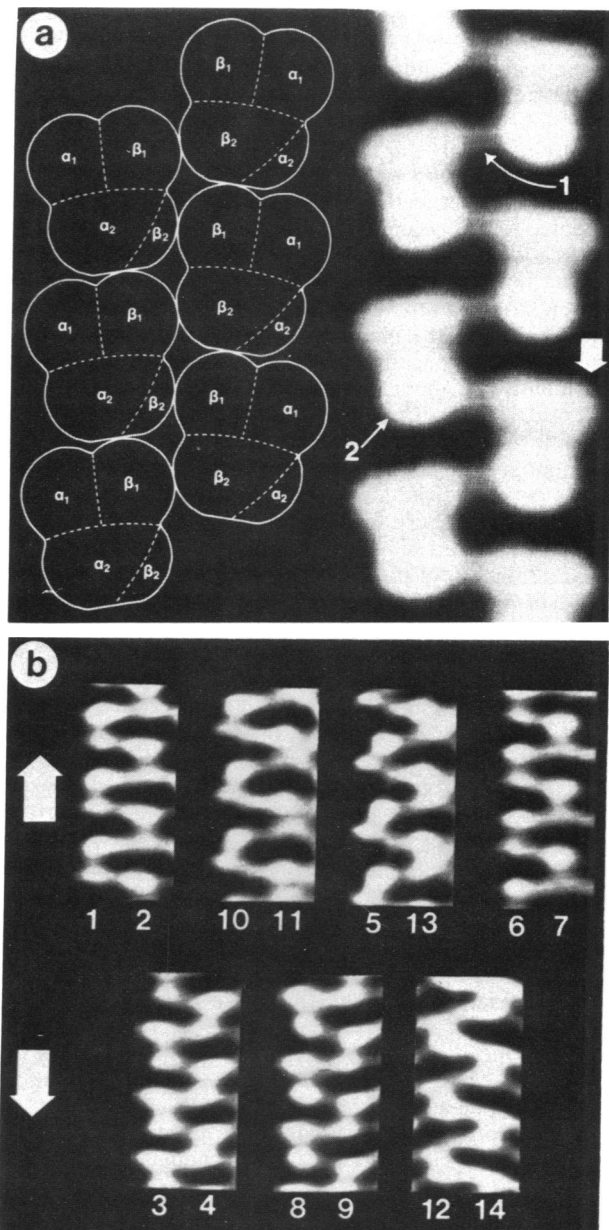 a
β₁ α₁
β₂ α₂
α₁ β₁
α₂ β₂
β₁ α₁
β₂ α₂
α₁ β₁
α₂ β₂
β₁ α₁
β₂ α₂
α₁ β₁
α₂ β₂
1
2
b
1 2 10 11 5 13 6 7
3 4 8 9 12 14